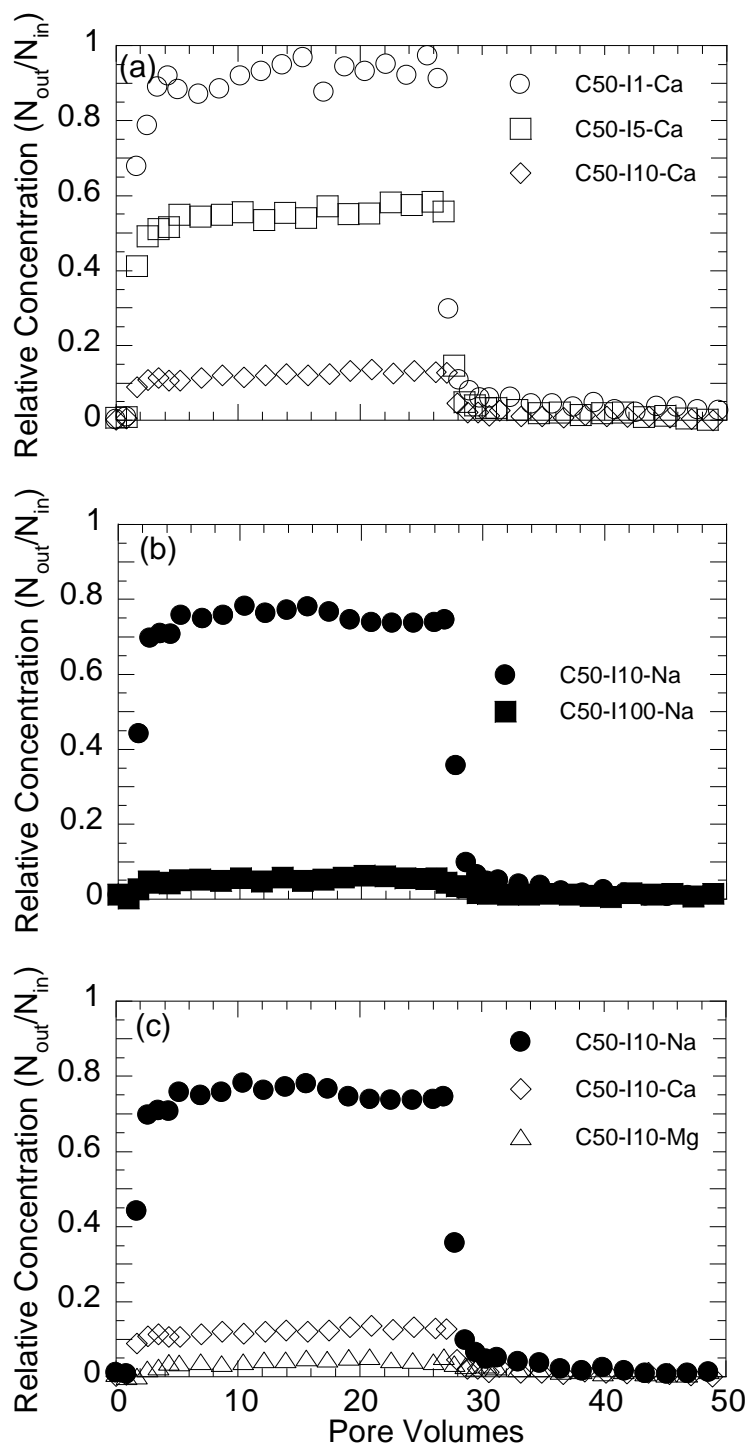 Relative Concentration (N_out/N_in)
1
0.8
0.6
0.4
0.2
0
(a)
C50-I1-Ca
C50-I5-Ca
C50-I10-Ca
Relative Concentration (N_out/N_in)
1
0.8
0.6
0.4
0.2
0
(b)
C50-I10-Na
C50-I100-Na
Relative Concentration (N_out/N_in)
1
0.8
0.6
0.4
0.2
0
(c)
C50-I10-Na
C50-I10-Ca
C50-I10-Mg
0 10 20 30 40 50
Pore Volumes